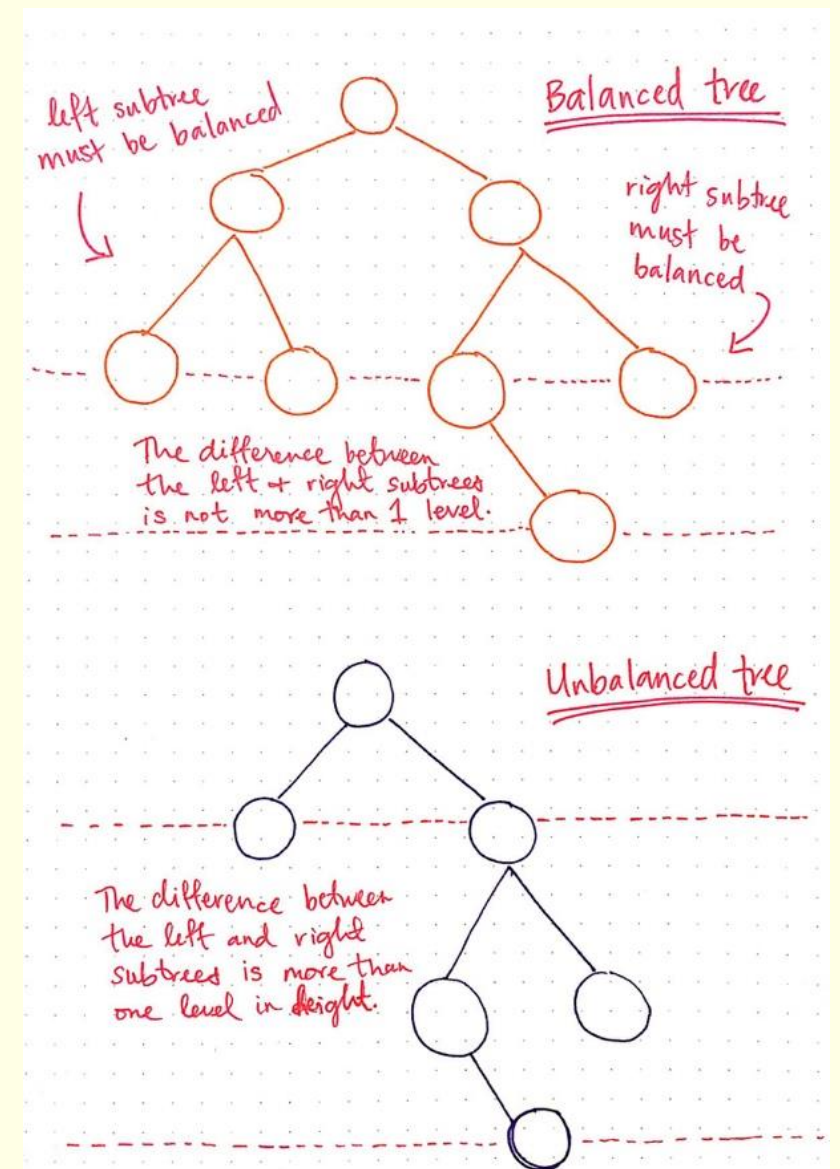 left subtree
must be balanced
Balanced tree
right subtree
must be
balanced
The difference between
the left + right subtrees
is not more than 1 level.
Unbalanced tree
The difference between
the left and right
subtrees is more than
one level in height.